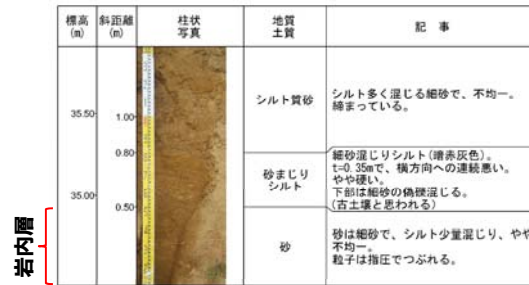 標高
(m)
斜距離
(m)
柱状
写真
地質
土質
記 事
35.50
35.00
1.00
0.80
0.50
シルト質砂
シルト多く混じる細砂で、不均一。
締まっている。
砂まじり
シルト
細砂混じりシルト(暗赤灰色)。
t=0.35mで、横方向への連続悪い。
やや硬い。
下部は細砂の偽礫混じる。
(古土壌と思われる)
砂
砂は細砂で、シルト少量混じり、やや
不均一。
粒子は指圧でつぶれる。
岩内層